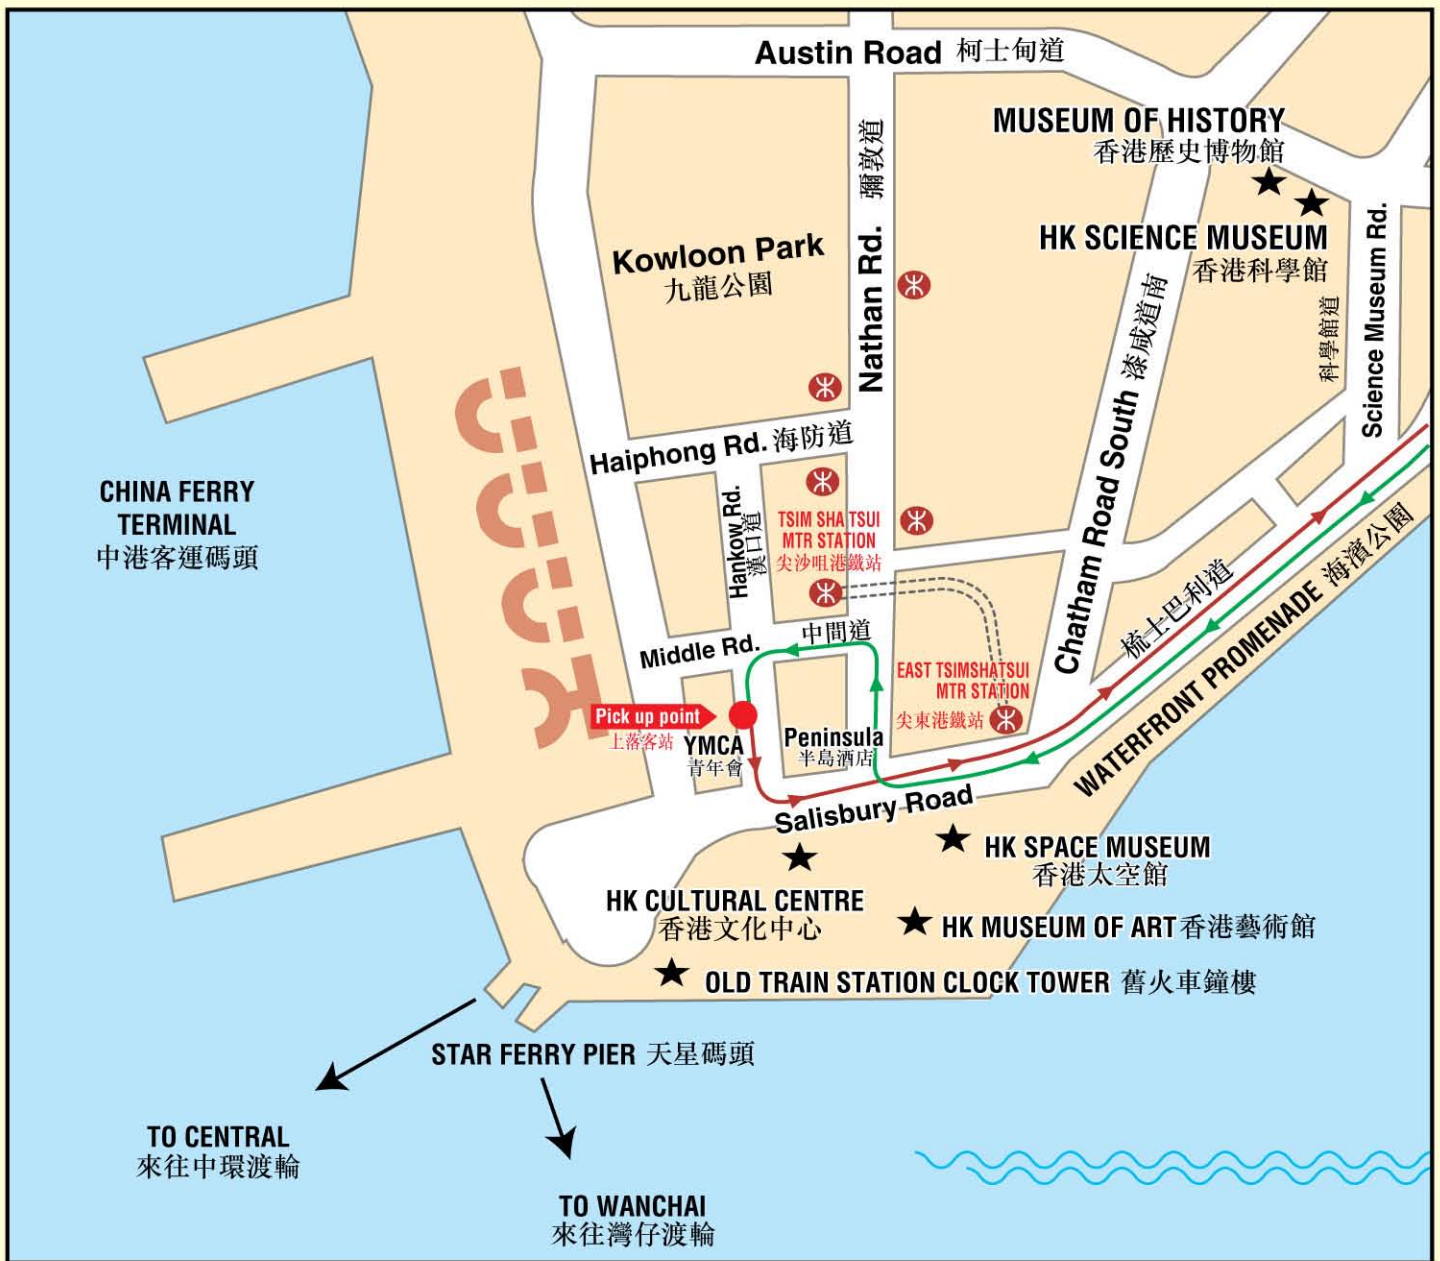 Austin Road 柯士甸道
MUSEUM OF HISTORY
香港歷史博物館
HK SCIENCE MUSEUM
香港科學館
Kowloon Park
九龍公園
Nathan Rd. 彌敦道
Chatham Road South 漆咸道南
科學館道
Science Museum Rd.
Haiphong Rd. 海防道
Hankow Rd.
漢口道
TSIM SHA TSUI
MTR STATION
尖沙咀港鐵站
CHINA FERRY
TERMINAL
中港客運碼頭
Middle Rd.
中間道
EAST TSIMSHATSUI
MTR STATION
尖東港鐵站
梳士巴利道
WATERFRONT PROMENADE 海濱公園
Pick up point
上落客站
YMCA
青年會
Peninsula
半島酒店
Salisbury Road
HK SPACE MUSEUM
香港太空館
HK CULTURAL CENTRE
香港文化中心
HK MUSEUM OF ART 香港藝術館
OLD TRAIN STATION CLOCK TOWER 舊火車鐘樓
STAR FERRY PIER 天星碼頭
TO CENTRAL
來往中環渡輪
TO WANCHAI
來往灣仔渡輪